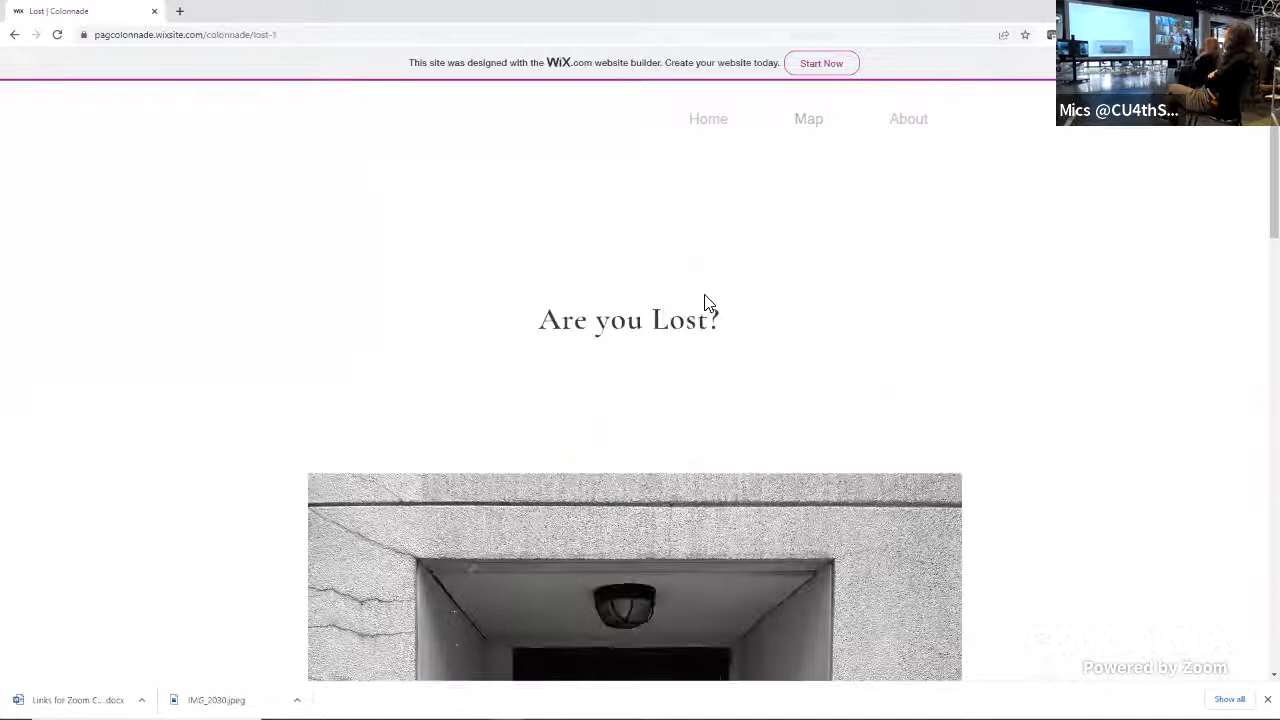 WiX Lost | Colonnade
pagcolonnade.wixsite.com/colonnade/lost-1
This site was designed with the WiX.com website builder. Create your website today. Start Now
Mics @CU4thS...
Home Map About
Are you Lost?
Powered by Zoom
Links for Zoom C....docx IMG_2030.jpeg Show all